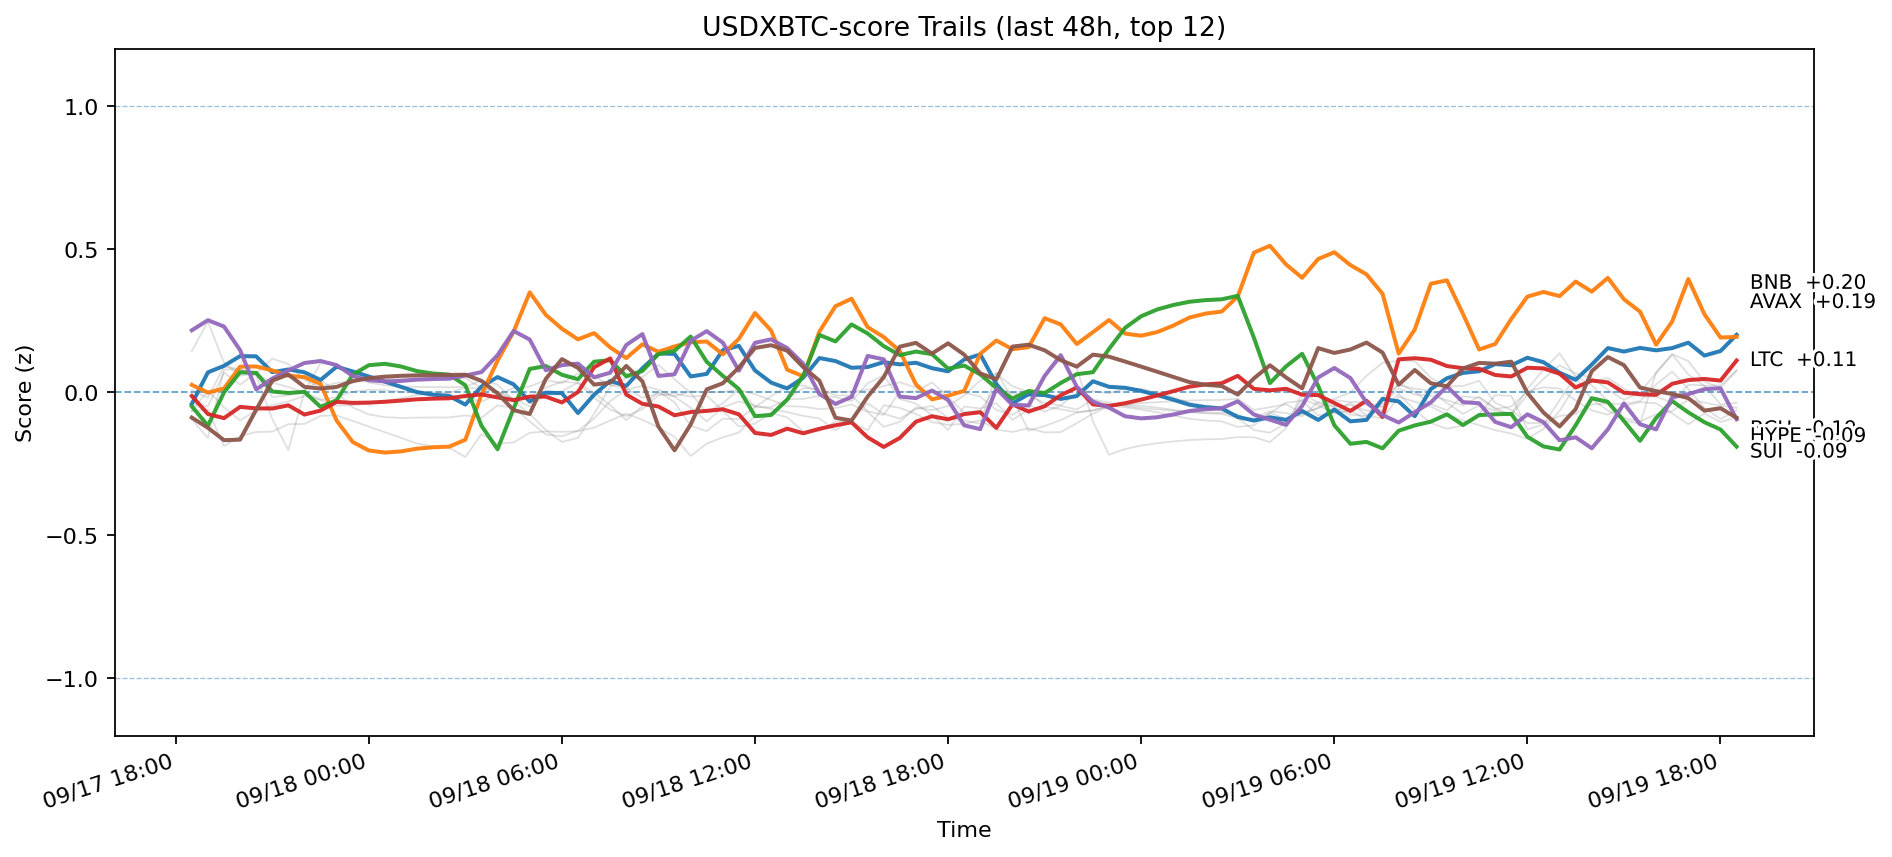 USDXBTC-score Trails (last 48h, top 12)
Score (z)
1.0
0.5
0.0
−0.5
−1.0
BNB +0.20
AVAX +0.19
LTC +0.11
HYPE -0.09
SUI -0.09
09/17 18:00
09/18 00:00
09/18 06:00
09/18 12:00
09/18 18:00
09/19 00:00
09/19 06:00
09/19 12:00
09/19 18:00
Time